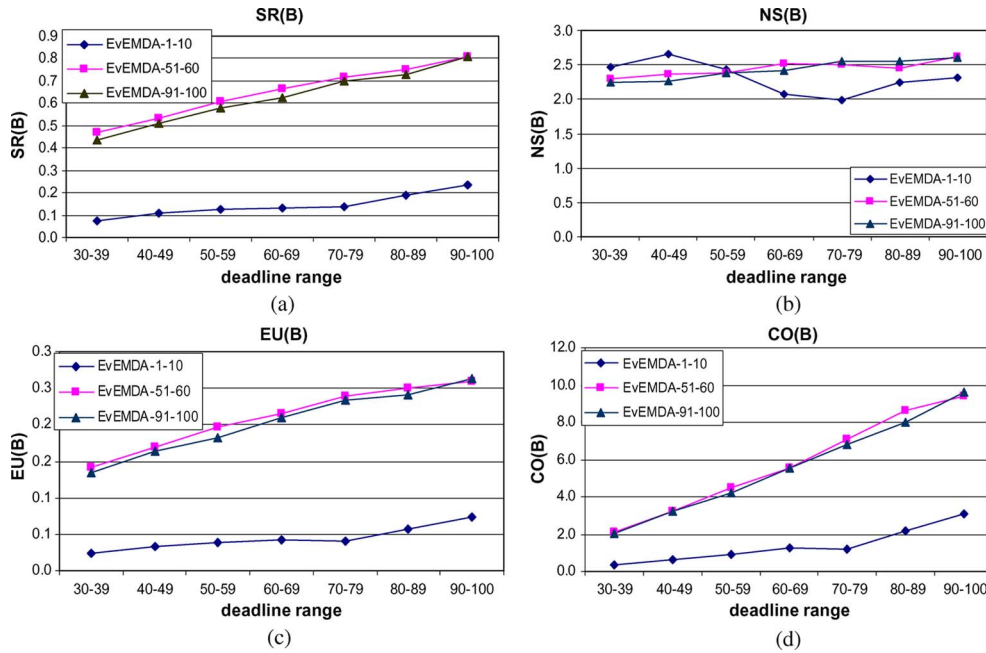 SR(B)
0.9
0.8
0.7
0.6
0.5
0.4
0.3
0.2
0.1
0.0
SR(B)
EvEMDA-1-10
EvEMDA-51-60
EvEMDA-91-100
30-39 40-49 50-59 60-69 70-79 80-89 90-100
deadline range
(a)
NS(B)
3.0
2.5
2.0
1.5
1.0
0.5
0.0
NS(B)
EvEMDA-1-10
EvEMDA-51-60
EvEMDA-91-100
30-39 40-49 50-59 60-69 70-79 80-89 90-100
deadline range
(b)
EU(B)
0.3
0.3
0.2
0.2
0.1
0.1
0.0
EU(B)
EvEMDA-1-10
EvEMDA-51-60
EvEMDA-91-100
30-39 40-49 50-59 60-69 70-79 80-89 90-100
deadline range
(c)
CO(B)
12.0
10.0
8.0
6.0
4.0
2.0
0.0
CO(B)
EvEMDA-1-10
EvEMDA-51-60
EvEMDA-91-100
30-39 40-49 50-59 60-69 70-79 80-89 90-100
deadline range
(d)